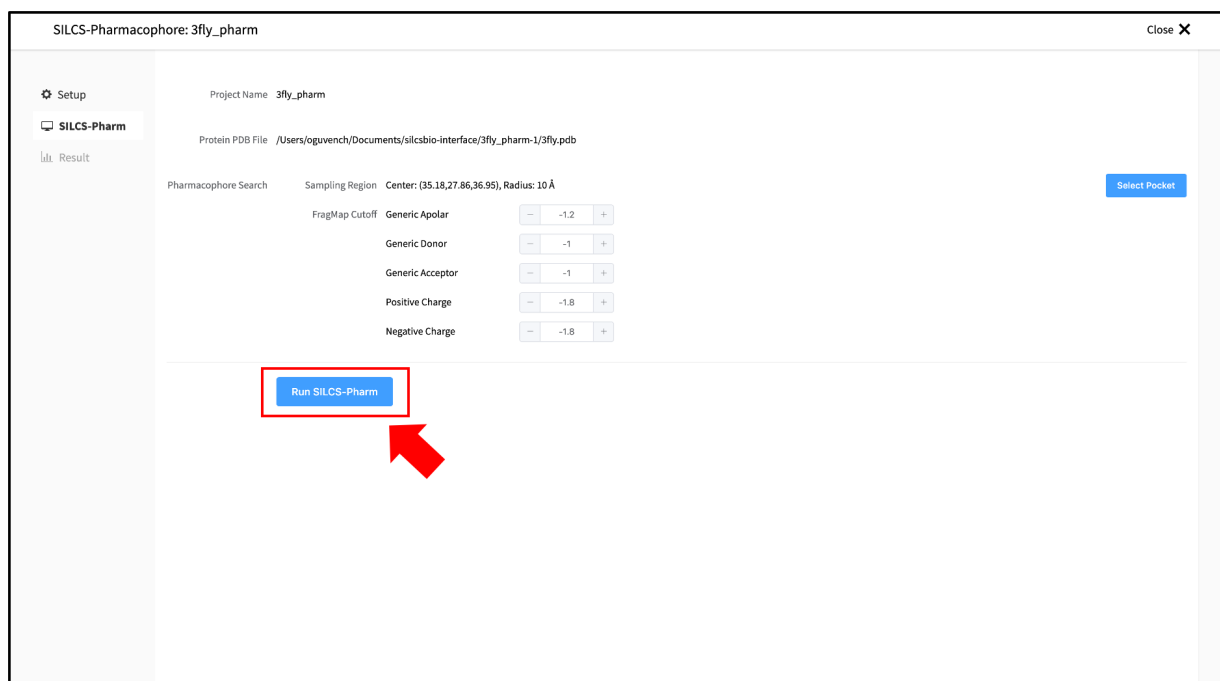 SILCS-Pharmacophore: 3fly_pharm
Close
Setup
SILCS-Pharm
Result
Project Name 3fly_pharm
Protein PDB File /Users/oguvench/Documents/silcsbio-interface/3fly_pharm-1/3fly.pdb
Pharmacophore Search Sampling Region Center: (35.18,27.86,36.95), Radius: 10 Å Select Pocket
FragMap Cutoff Generic Apolar − -1.2 +
Generic Donor − -1 +
Generic Acceptor − -1 +
Positive Charge − -1.8 +
Negative Charge − -1.8 +
Run SILCS-Pharm